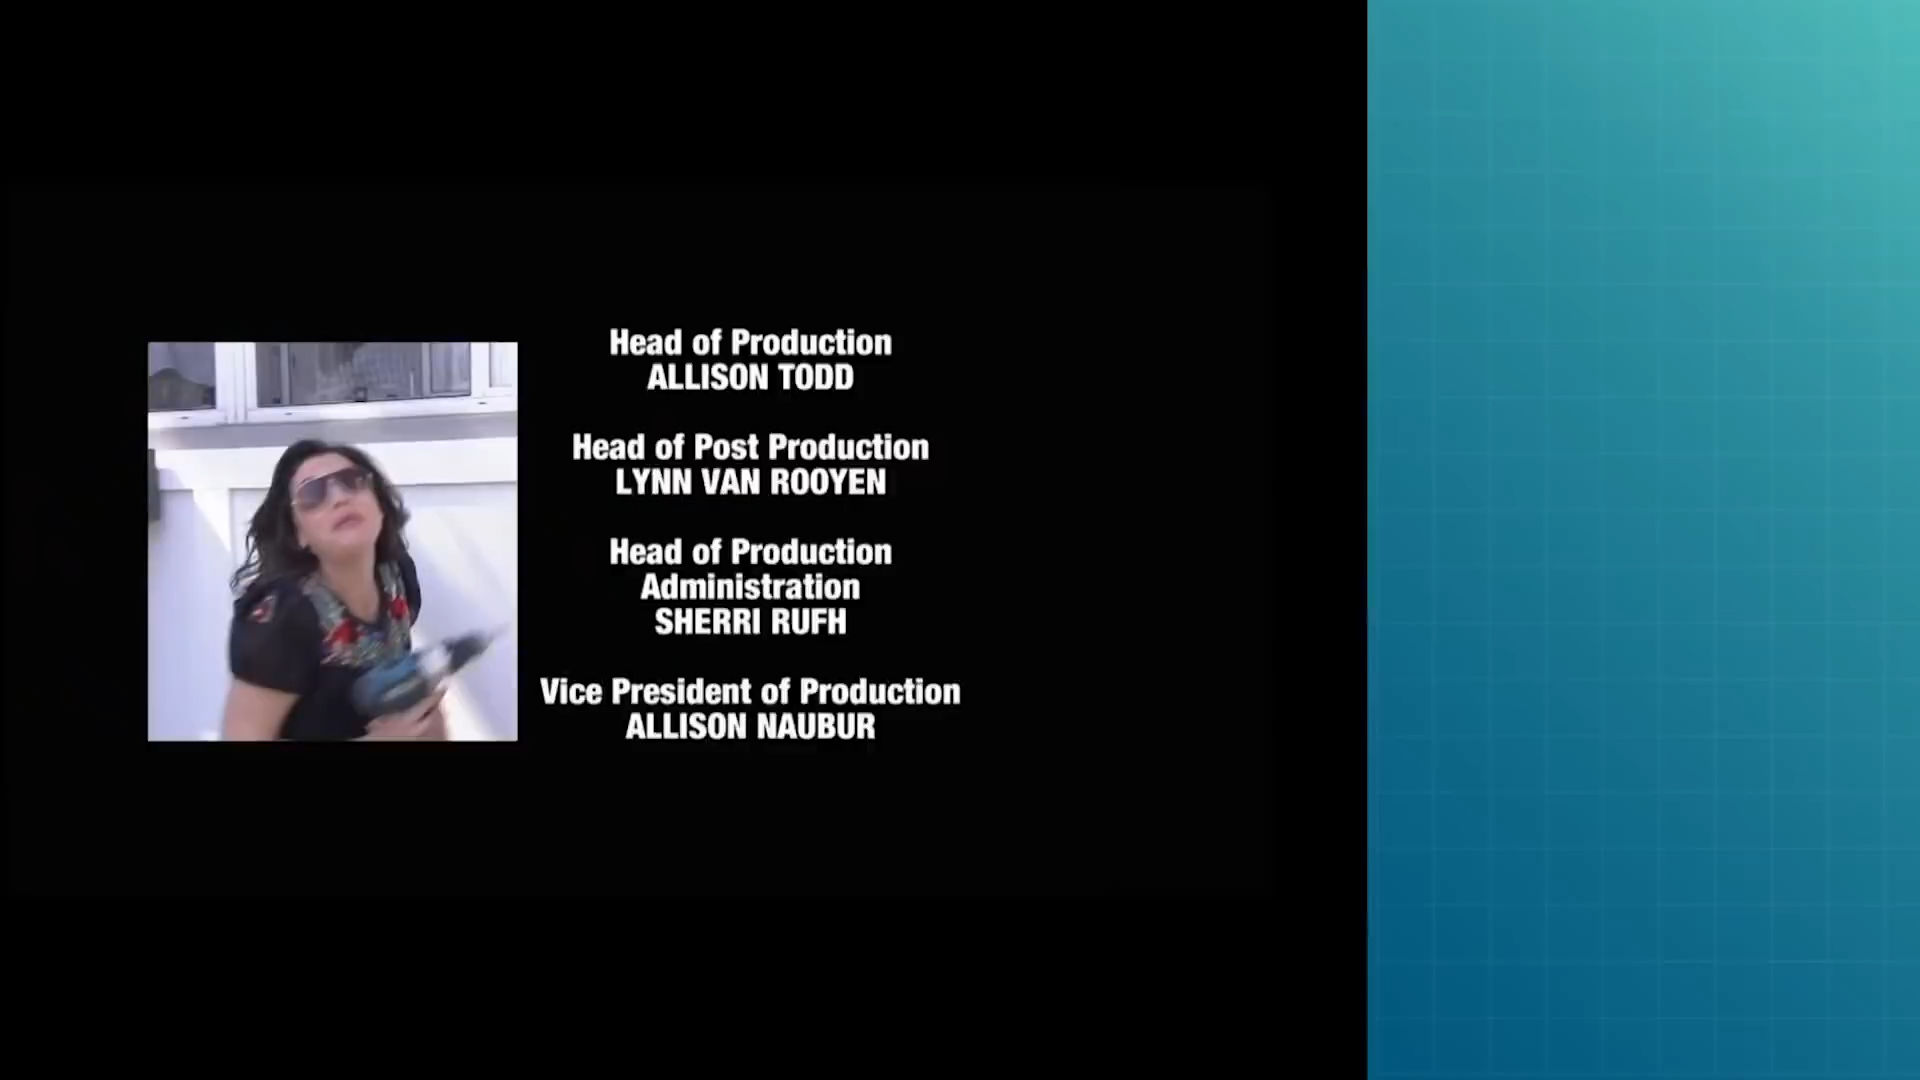 Head of Production
ALLISON TODD
Head of Post Production
LYNN VAN ROOYEN
Head of Production
Administration
SHERRI RUFH
Vice President of Production
ALLISON NAUBUR